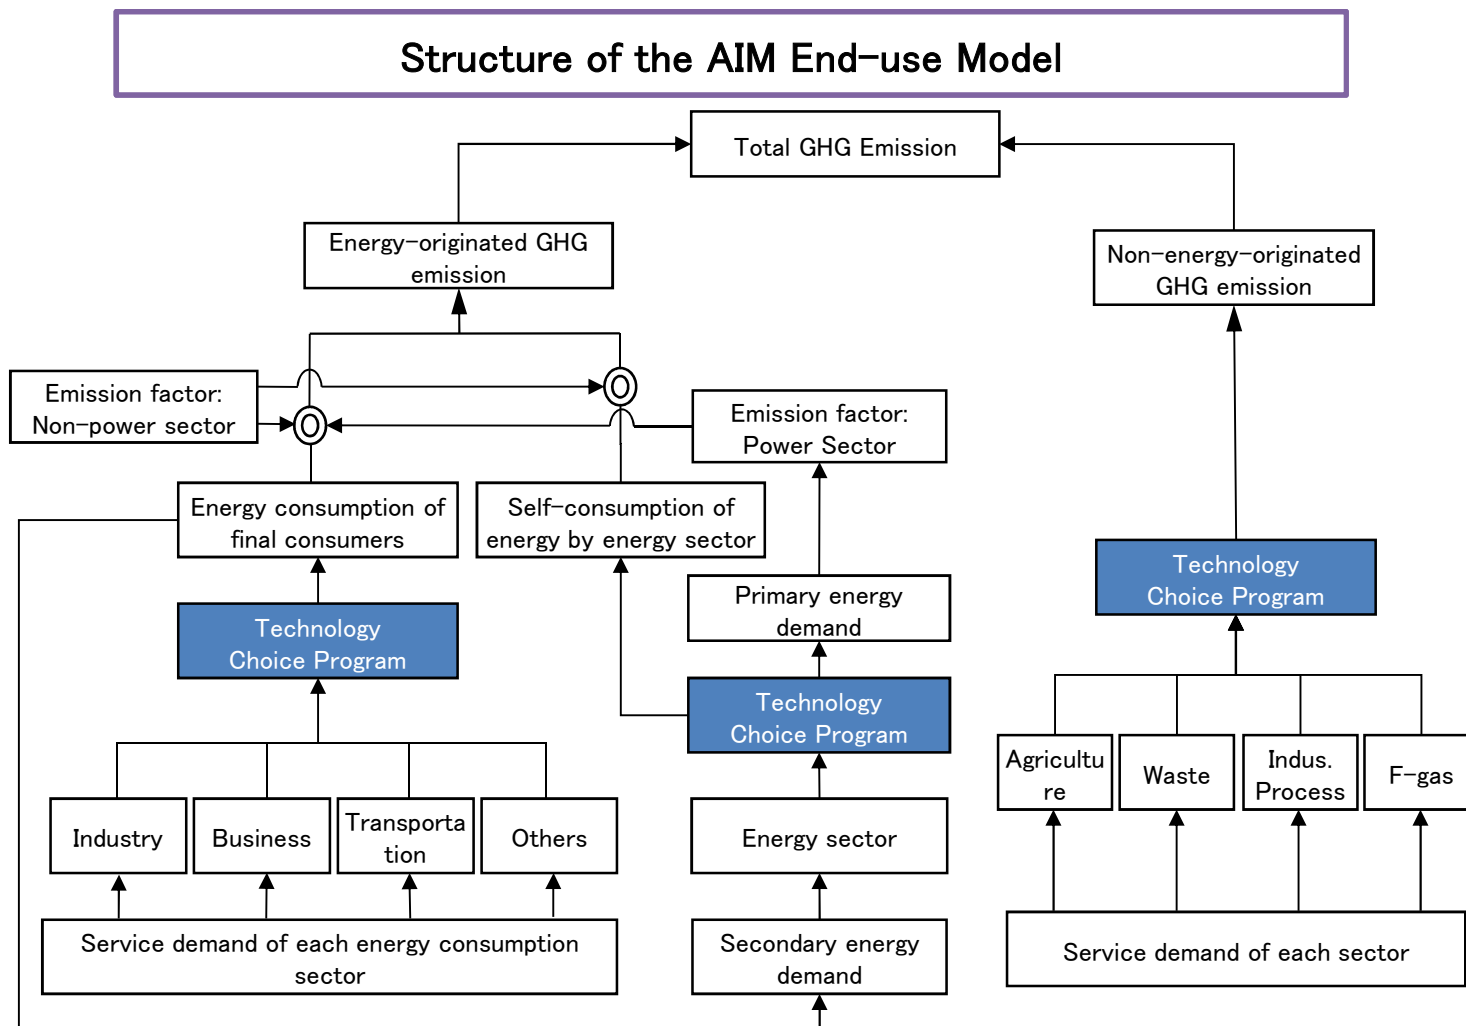 Structure of the AIM End-use Model
Total GHG Emission
Energy-originated GHG
emission
Non-energy-originated
GHG emission
Emission factor:
Non-power sector
Emission factor:
Power Sector
Energy consumption of
final consumers
Self-consumption of
energy by energy sector
Technology
Choice Program
Primary energy
demand
Technology
Choice Program
Technology
Choice Program
Agricultu
re
Waste
Indus.
Process
F-gas
Industry
Business
Transporta
tion
Others
Energy sector
Service demand of each energy consumption
sector
Secondary energy
demand
Service demand of each sector